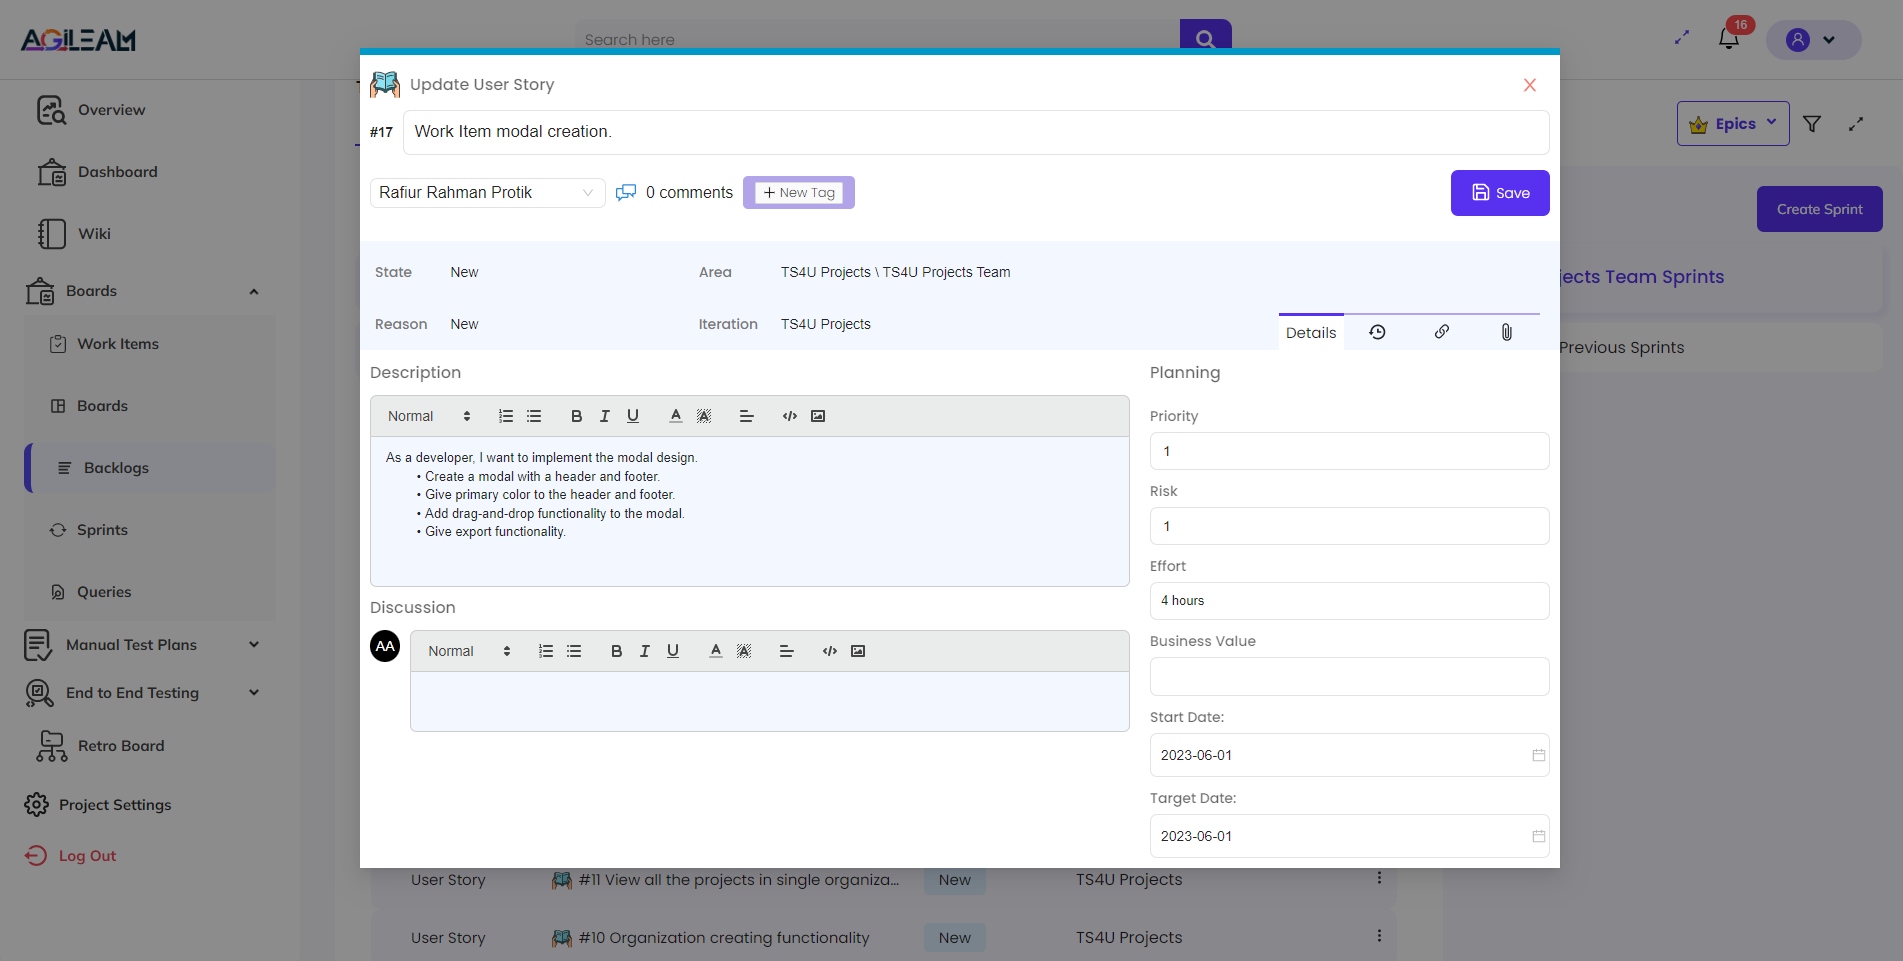 AGiLEAM
Search here
16
Overview
Dashboard
Wiki
Boards
Work Items
Boards
Backlogs
Sprints
Queries
Manual Test Plans
End to End Testing
Retro Board
Project Settings
Log Out
Update User Story
#17 Work Item modal creation.
Rafiur Rahman Protik 0 comments + New Tag Save
State New Area TS4U Projects \ TS4U Projects Team
Reason New Iteration TS4U Projects
Details
Description
Normal
As a developer, I want to implement the modal design.
• Create a modal with a header and footer.
• Give primary color to the header and footer.
• Add drag-and-drop functionality to the modal.
• Give export functionality.
Discussion
AA Normal
Planning
Priority
1
Risk
1
Effort
4 hours
Business Value
Start Date:
2023-06-01
Target Date:
2023-06-01
Epics
Create Sprint
jects Team Sprints
Previous Sprints
User Story #11 View all the projects in single organiza... New TS4U Projects
User Story #10 Organization creating functionality New TS4U Projects